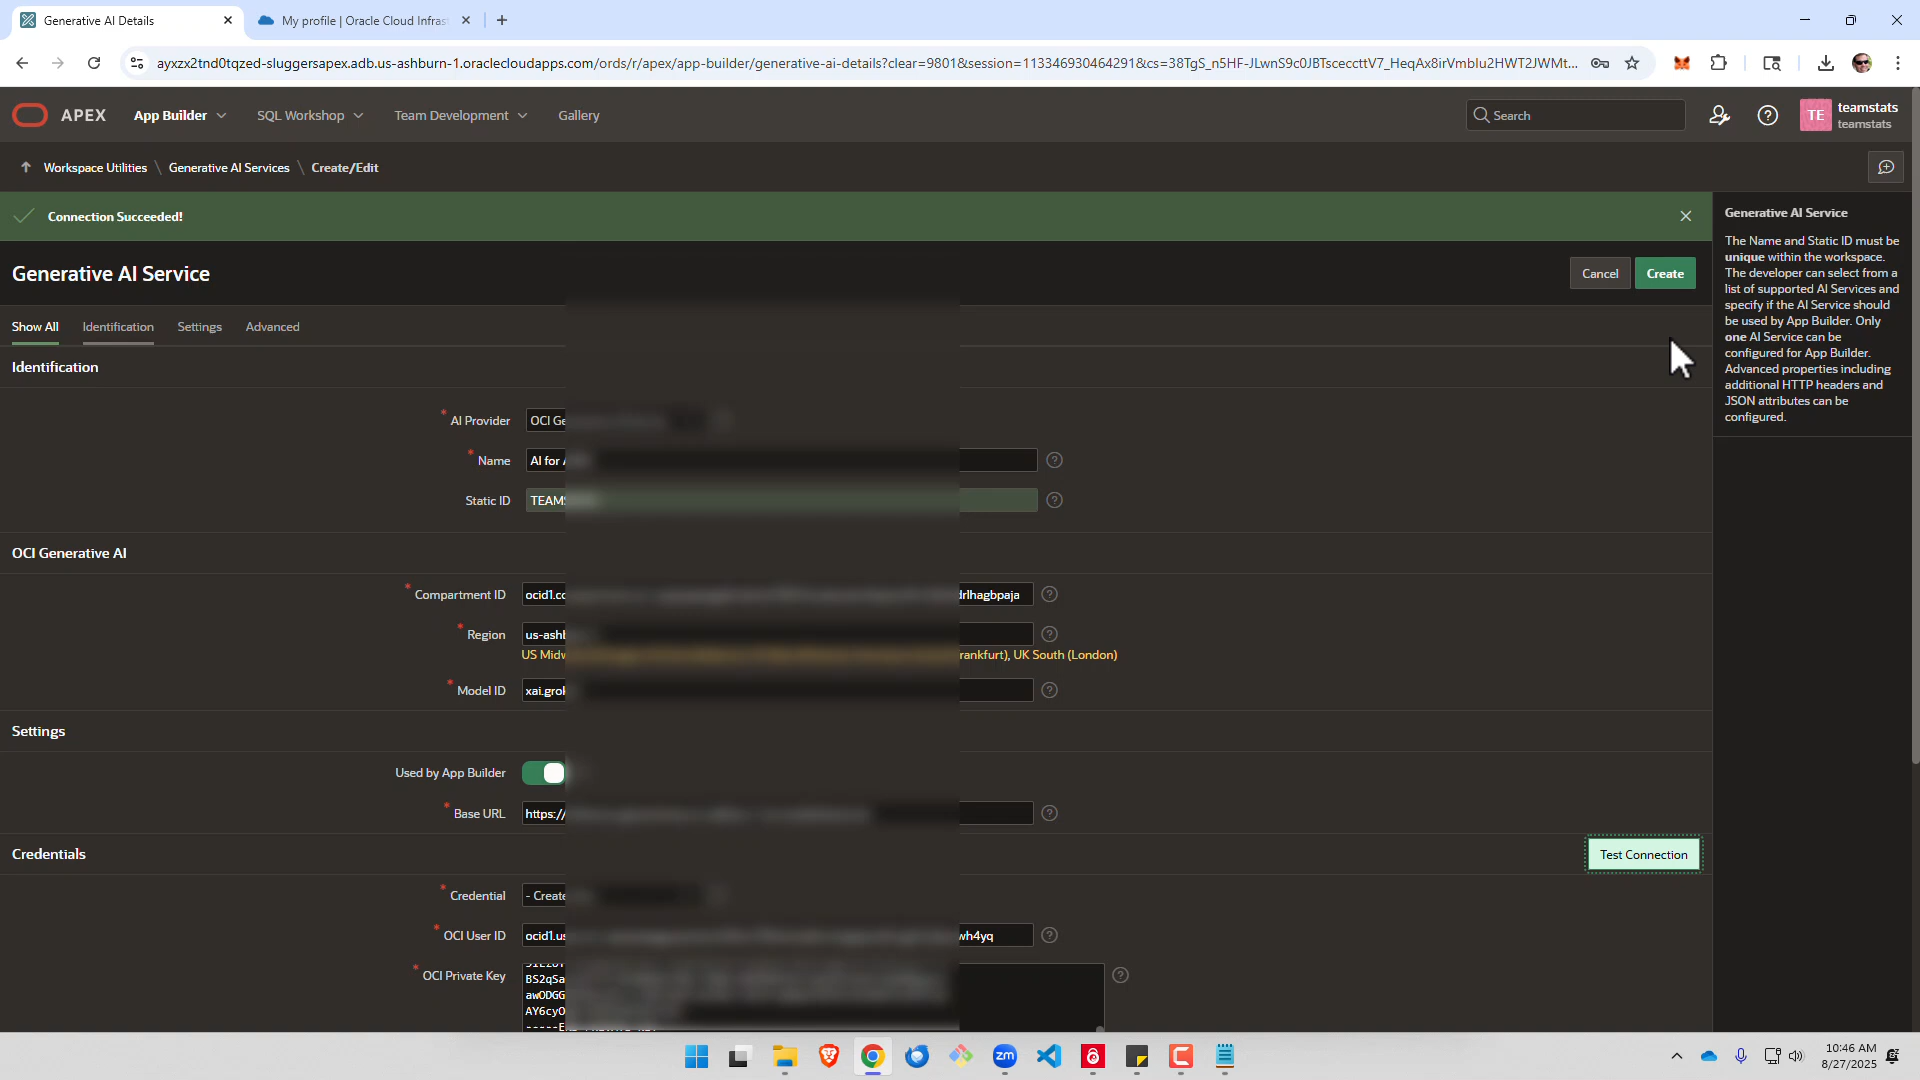 Generative AI Details
My profile | Oracle Cloud Infras
ayxzx2tnd0tqzed-sluggersapex.adb.us-ashburn-1.oraclecloudapps.com/ords/r/apex/app-builder/generative-ai-details?clear=9801&session=113346930464291&cs=38TgS_n5HF-JLwnS9c0JBTsceccttV7_HeqAx8irVmbIu2HWT2JWMt...
APEX
App Builder
SQL Workshop
Team Development
Gallery
Search
TE
teamstats
teamstats
Workspace Utilities \ Generative AI Services \ Create/Edit
Connection Succeeded!
Generative AI Service
Cancel
Create
Show All
Identification
Settings
Advanced
Identification
* AI Provider
OCI Ge
* Name
AI for
Static ID
TEAM
OCI Generative AI
* Compartment ID
ocid1.co
drlhagbpaja
* Region
us-ash
US Midw
rankfurt), UK South (London)
* Model ID
xai.grok
Settings
Used by App Builder
* Base URL
https://
Credentials
Test Connection
* Credential
- Create
* OCI User ID
ocid1.us
wh4yq
* OCI Private Key
BS2qSa
awODGG
AY6cyO
Generative AI Service
The Name and Static ID must be
unique within the workspace.
The developer can select from a
list of supported AI Services and
specify if the AI Service should
be used by App Builder. Only
one AI Service can be
configured for App Builder.
Advanced properties including
additional HTTP headers and
JSON attributes can be
configured.
zm
10:46 AM
8/27/2025